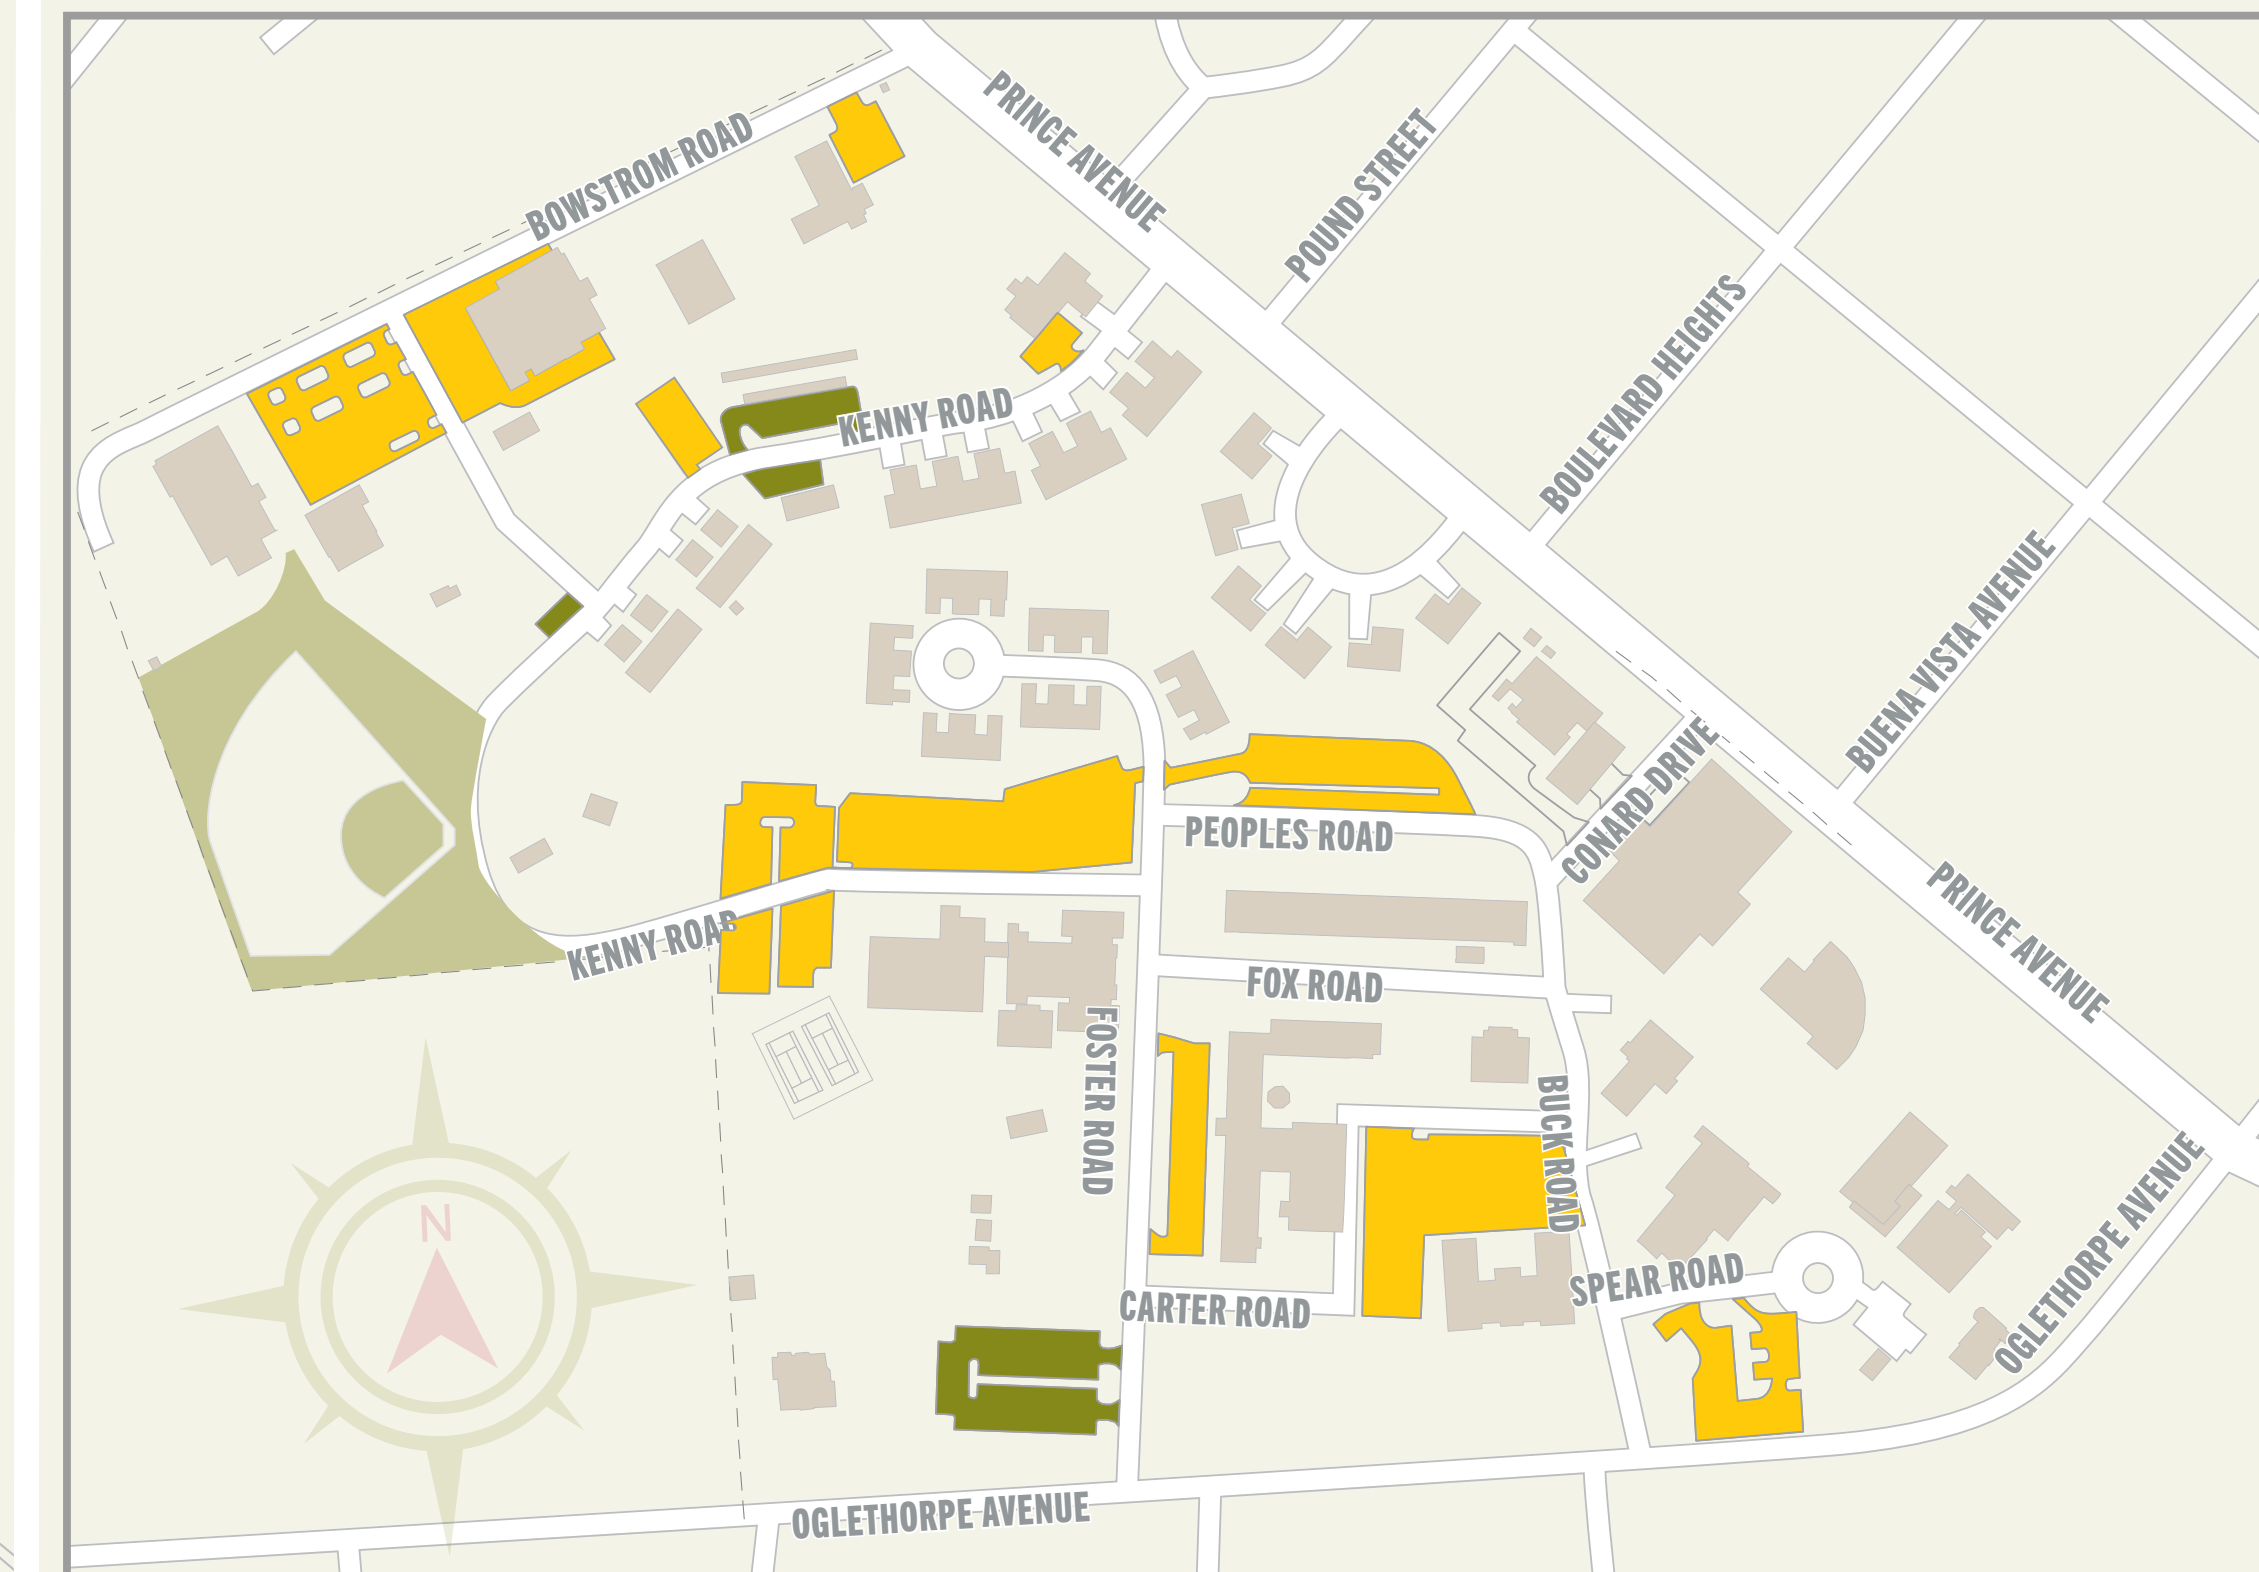 PRINCE AVENUE
BOWSTROM ROAD
POUND STREET
BOULEVARD HEIGHTS
KENNY ROAD
BUENA VISTA AVENUE
CONARD DRIVE
PEOPLES ROAD
PRINCE AVENUE
KENNY ROAD
FOX ROAD
FOSTER ROAD
BUCK ROAD
N
SPEAR ROAD
OGLETHORPE AVENUE
CARTER ROAD
OGLETHORPE AVENUE